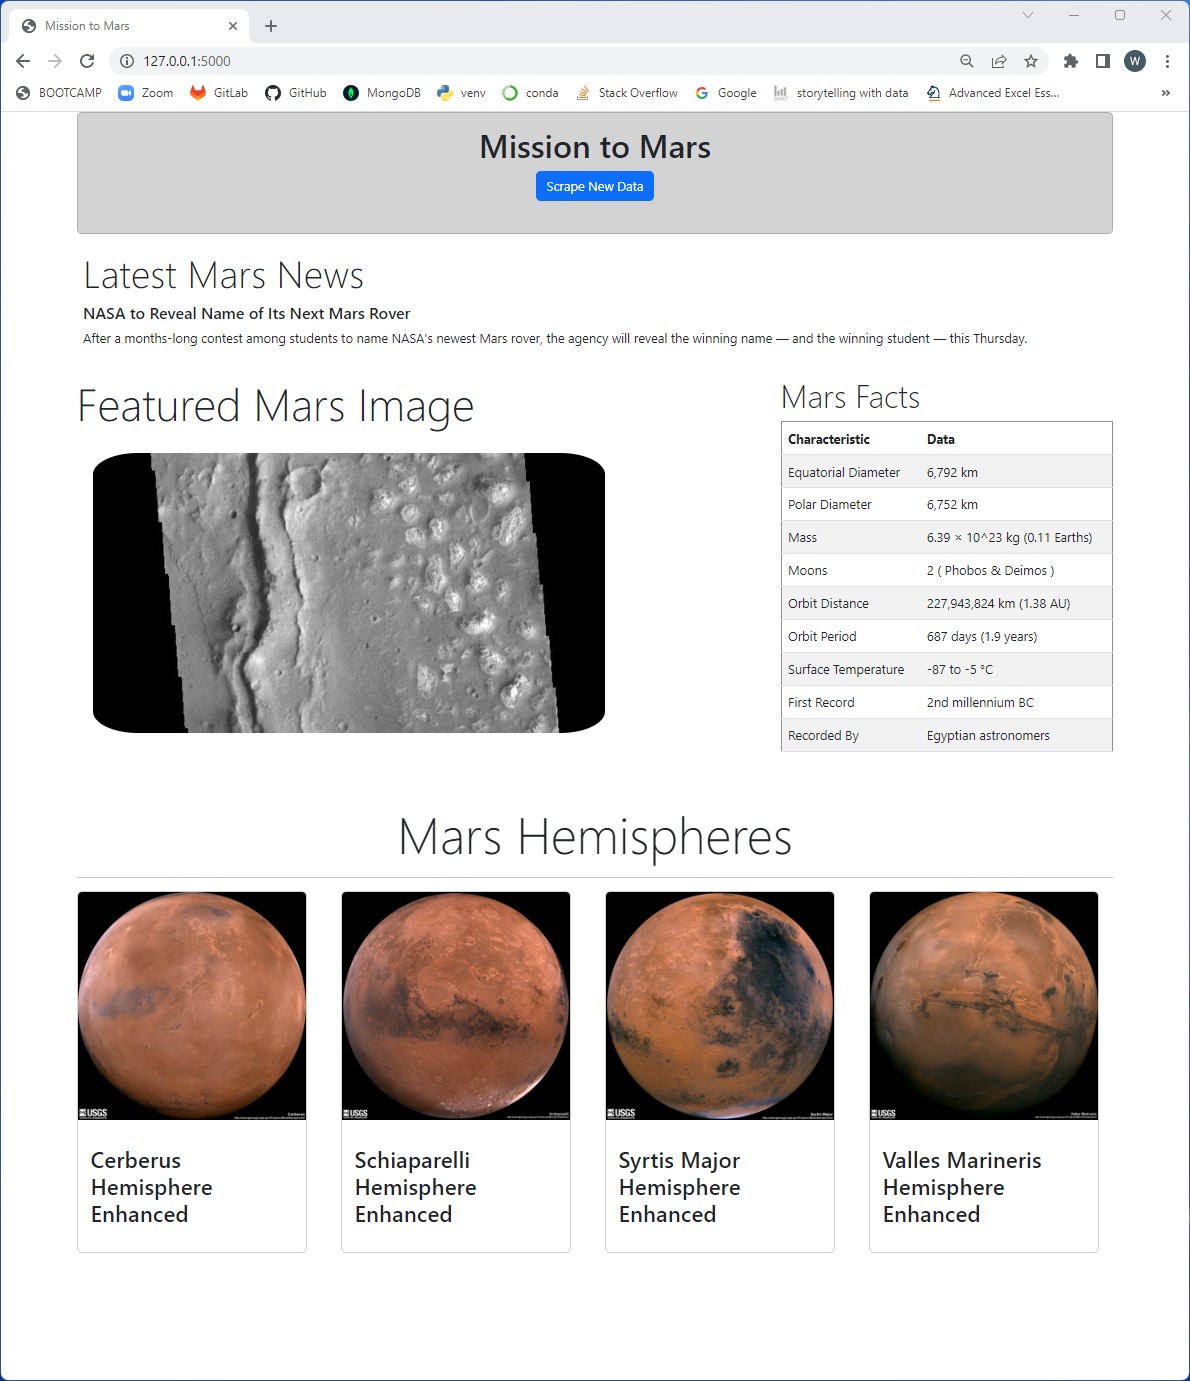 Mission to Mars
127.0.0.1:5000
W
BOOTCAMP Zoom GitLab GitHub MongoDB venv conda Stack Overflow Google storytelling with data Advanced Excel Ess...
Mission to Mars
Scrape New Data
Latest Mars News
NASA to Reveal Name of Its Next Mars Rover
After a months-long contest among students to name NASA's newest Mars rover, the agency will reveal the winning name — and the winning student — this Thursday.
Featured Mars Image
Mars Facts
Characteristic Data
Equatorial Diameter 6,792 km
Polar Diameter 6,752 km
Mass 6.39 × 10^23 kg (0.11 Earths)
Moons 2 ( Phobos & Deimos )
Orbit Distance 227,943,824 km (1.38 AU)
Orbit Period 687 days (1.9 years)
Surface Temperature -87 to -5 °C
First Record 2nd millennium BC
Recorded By Egyptian astronomers
Mars Hemispheres
USGS Cerberus
USGS Schiaparelli
USGS Syrtis Major
USGS Valles Marineris
Cerberus
Hemisphere
Enhanced
Schiaparelli
Hemisphere
Enhanced
Syrtis Major
Hemisphere
Enhanced
Valles Marineris
Hemisphere
Enhanced